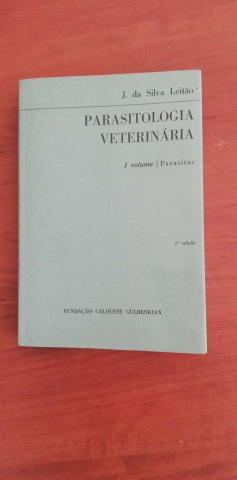 J. da Silva Leitão
PARASITOLOGIA
VETERINÁRIA
I volume | Parasitas
FUNDAÇÃO CALOUSTE GULBENKIAN